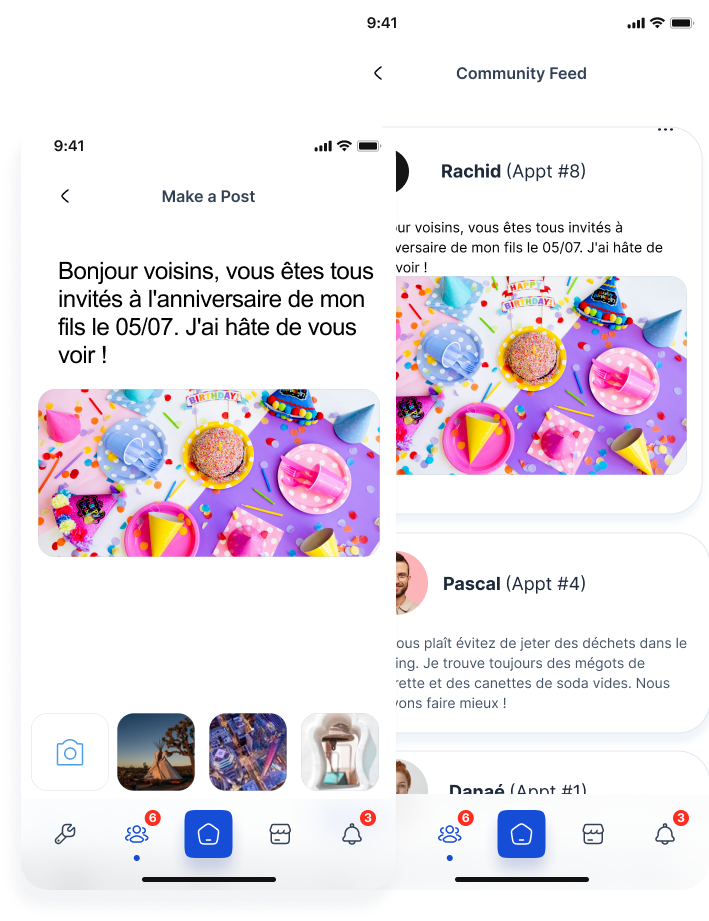 9:41
Community Feed
...
Rachid (Appt #8)
our voisins, vous êtes tous invités à
versaire de mon fils le 05/07. J'ai hâte de
voir !
HAPPY
BIRTHDAY!
Pascal (Appt #4)
ous plaît évitez de jeter des déchets dans le
ing. Je trouve toujours des mégots de
rette et des canettes de soda vides. Nous
vons faire mieux !
Danaé (Appt #1)
6
3
9:41
Make a Post
Bonjour voisins, vous êtes tous
invités à l'anniversaire de mon
fils le 05/07. J'ai hâte de vous
voir !
BIRTHDAY!
6
3